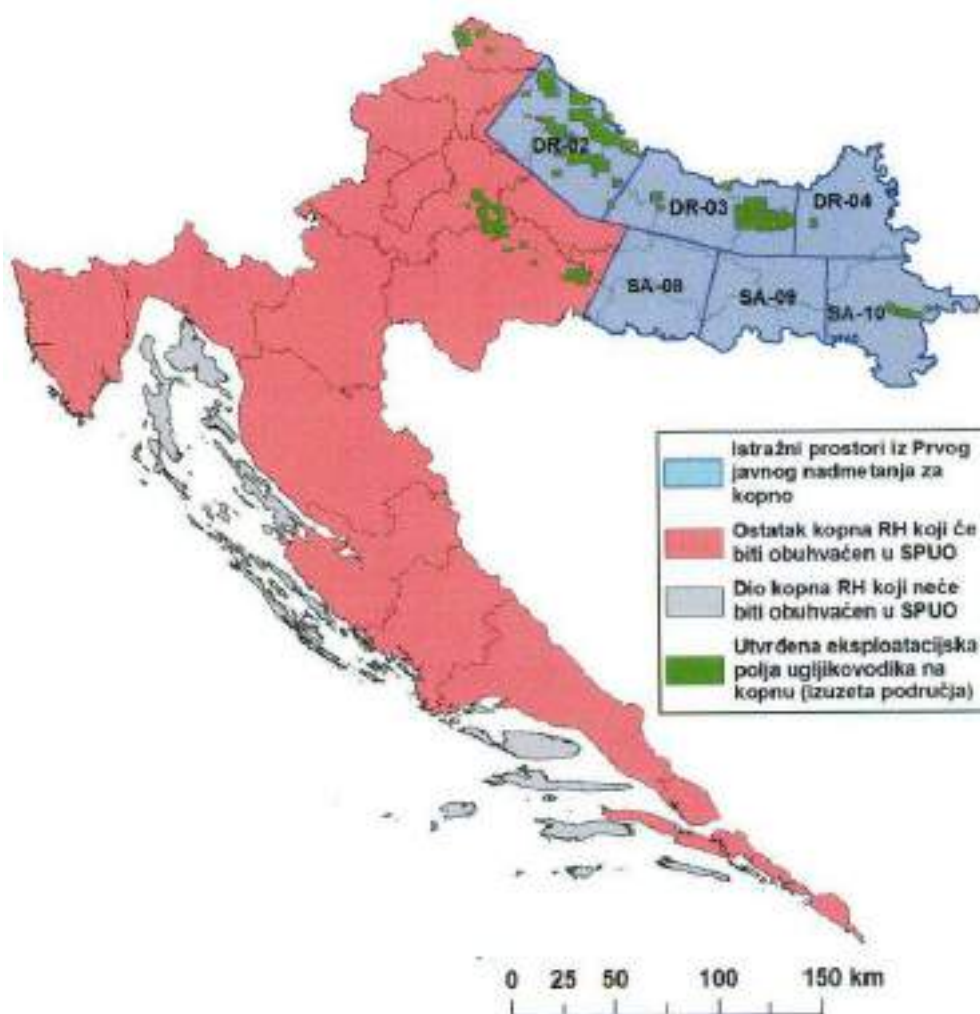 DR-02
DR-03
DR-04
SA-08
SA-09
SA-10
Istražni prostori iz Prvog
javnog nadmetanja za
kopno
Ostatak kopna RH koji će
biti obuhvaćen u SPUO
Dio kopna RH koji neće
biti obuhvaćen u SPUO
Utvrđena eksploatacijska
polja ugljikovodika na
kopnu (izuzeta područja)
0 25 50 100 150 km